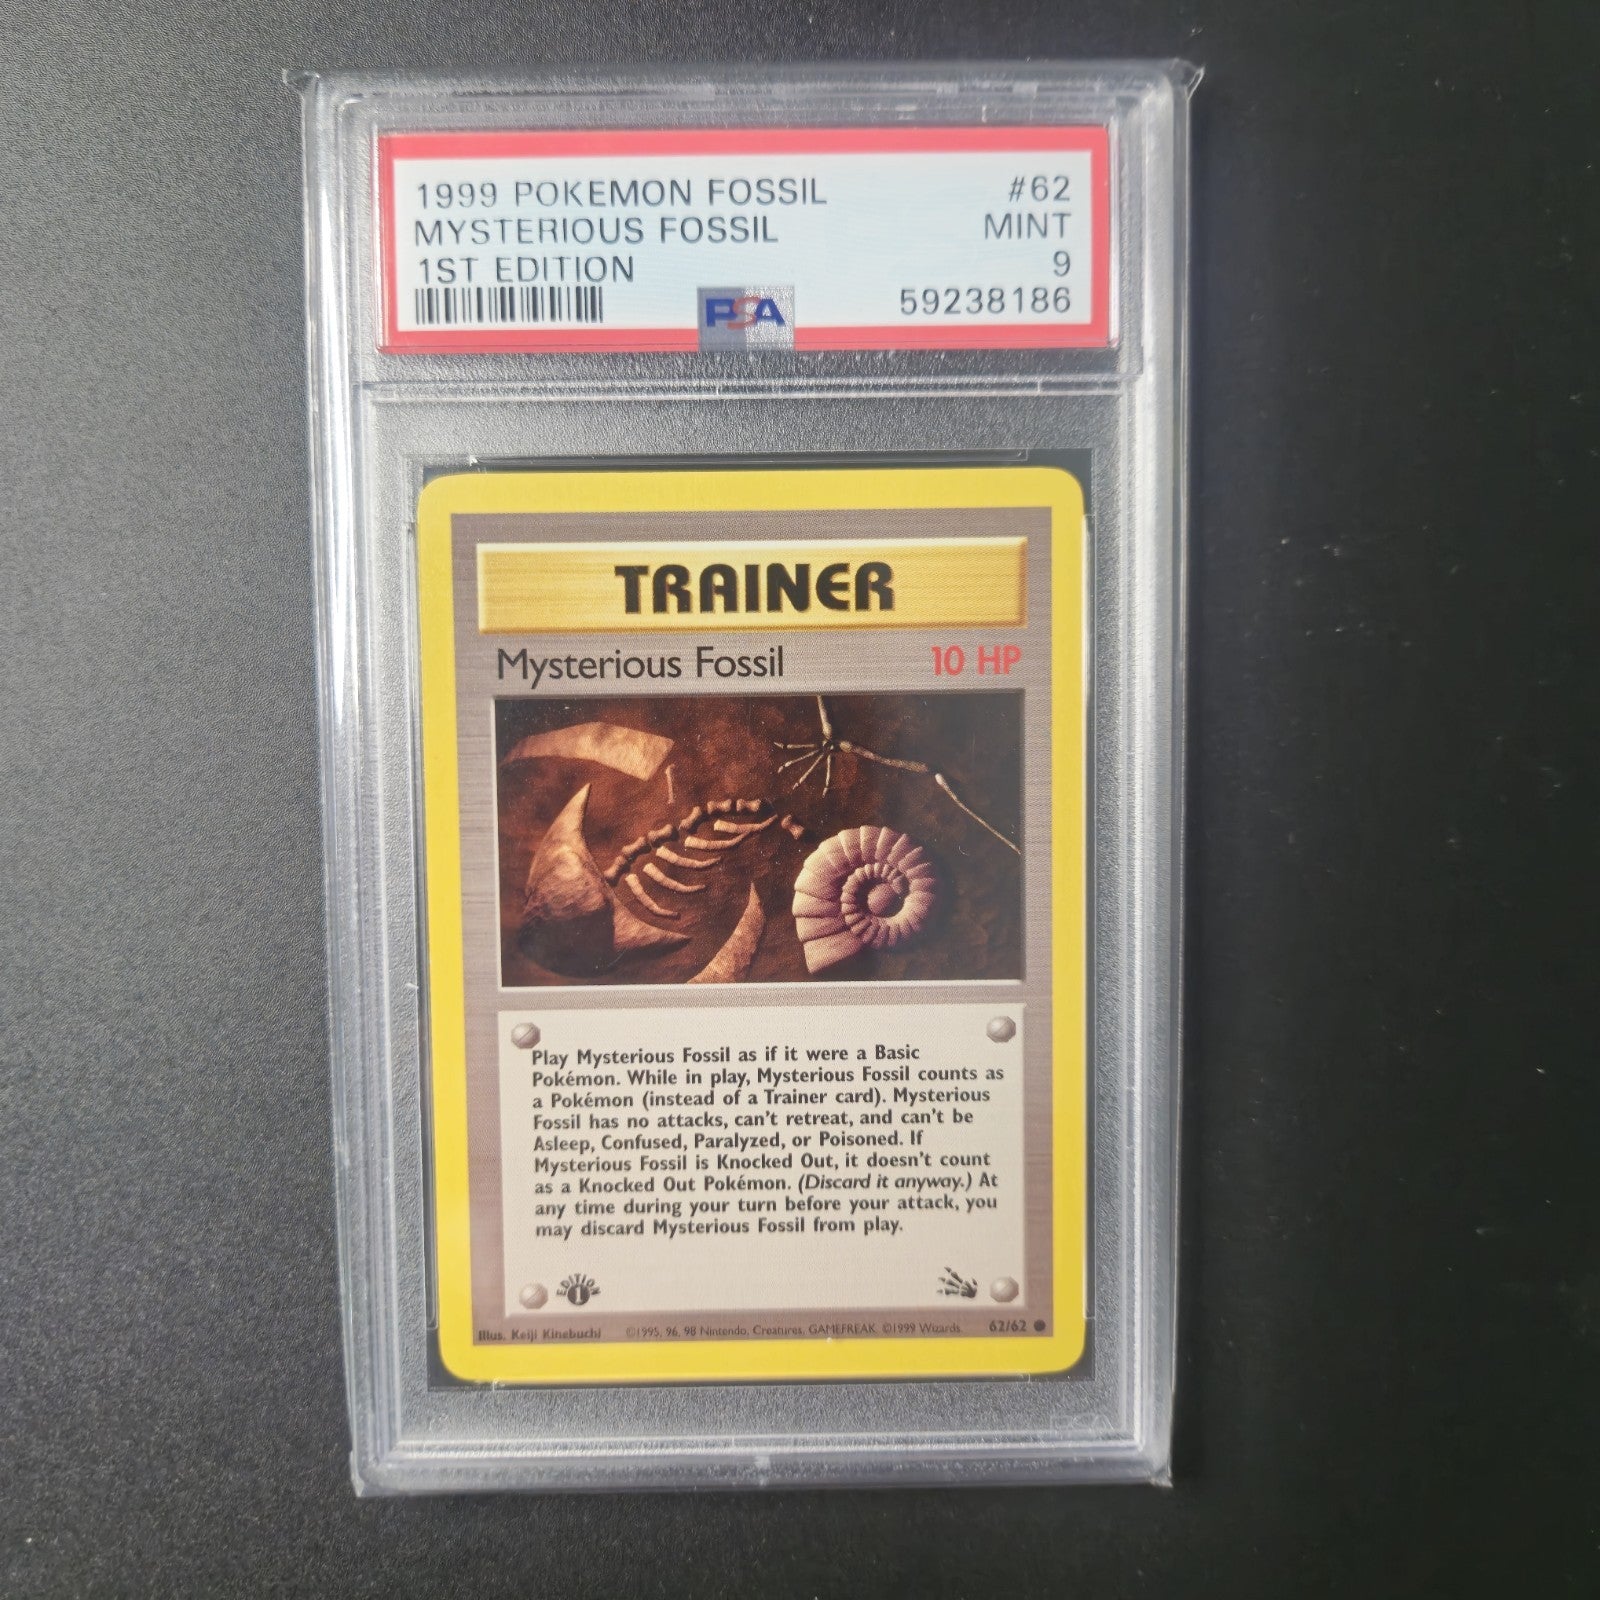 1999 POKEMON FOSSIL #62
MYSTERIOUS FOSSIL MINT
1ST EDITION 9
PSA 59238186
TRAINER
Mysterious Fossil 10 HP
Play Mysterious Fossil as if it were a Basic
Pokémon. While in play, Mysterious Fossil counts as
a Pokémon (instead of a Trainer card). Mysterious
Fossil has no attacks, can't retreat, and can't be
Asleep, Confused, Paralyzed, or Poisoned. If
Mysterious Fossil is Knocked Out, it doesn't count
as a Knocked Out Pokémon. (Discard it anyway.) At
any time during your turn before your attack, you
may discard Mysterious Fossil from play.
EDITION 1
Illus. Keiji Kinebuchi ©1995, 96, 98 Nintendo, Creatures, GAMEFREAK. ©1999 Wizards. 62/62
PSA